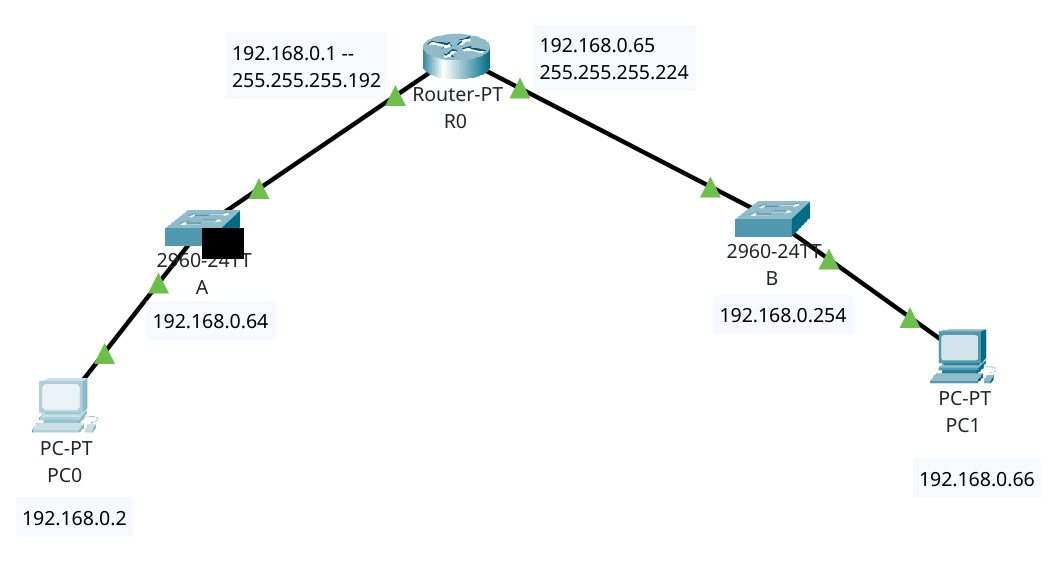 192.168.0.1 --
255.255.255.192
192.168.0.65
255.255.255.224
Router-PT
R0
2960-24TT
A
192.168.0.64
2960-24TT
B
192.168.0.254
PC-PT
PC0
192.168.0.2
PC-PT
PC1
192.168.0.66